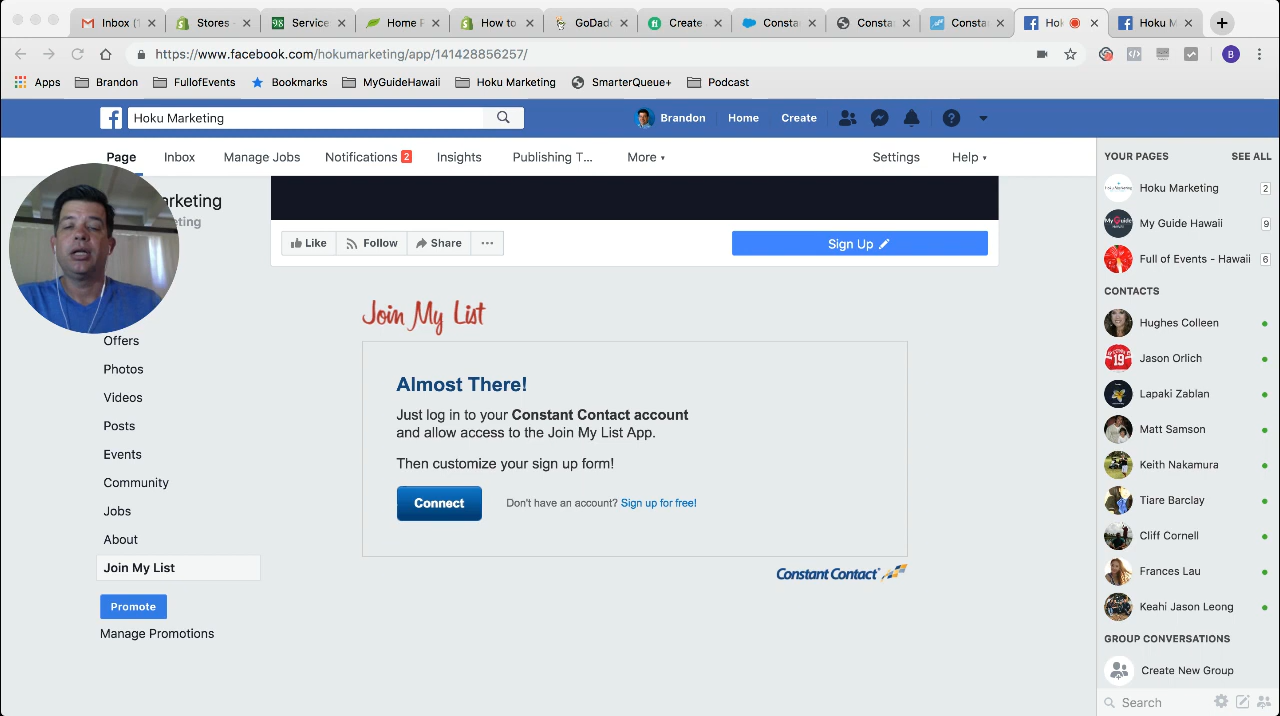 Inbox (1
Stores -
Service
Home P
How to
GoDadd
Create
Consta
Consta
Consta
Hok
Hoku M
https://www.facebook.com/hokumarketing/app/141428856257/
B
Apps
Brandon
FullofEvents
Bookmarks
MyGuideHawaii
Hoku Marketing
SmarterQueue+
Podcast
Hoku Marketing
Brandon
Home
Create
Page
Inbox
Manage Jobs
Notifications 2
Insights
Publishing T...
More
Settings
Help
YOUR PAGES
SEE ALL
Hoku Marketing 2
My Guide Hawaii 9
Full of Events - Hawaii 6
CONTACTS
Hughes Colleen
Jason Orlich
Lapaki Zablan
Matt Samson
Keith Nakamura
Tiare Barclay
Cliff Cornell
Frances Lau
Keahi Jason Leong
GROUP CONVERSATIONS
Create New Group
Search
rketing
eting
Offers
Photos
Videos
Posts
Events
Community
Jobs
About
Join My List
Promote
Manage Promotions
Like
Follow
Share
...
Sign Up
Join My List
Almost There!
Just log in to your Constant Contact account
and allow access to the Join My List App.
Then customize your sign up form!
Connect
Don't have an account? Sign up for free!
Constant Contact